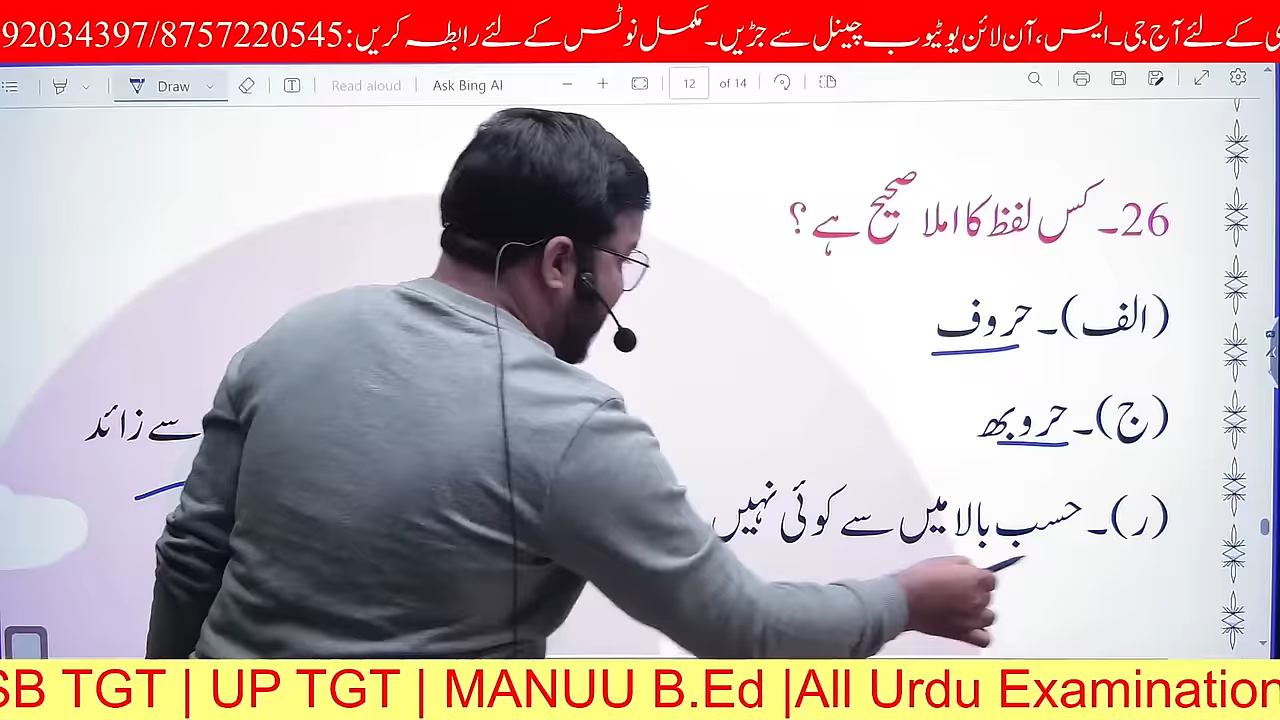 ی کے لئے آج جی۔ایس، آن لائن یوٹیوب چینل سے جڑیں۔ مکمل نوٹس کے لئے رابطہ کریں:92034397/8757220545
Draw
Read aloud
Ask Bing AI
12
of 14
26۔ کس لفظ کا املا صحیح ہے؟
(الف)۔ حروف
(ج)۔ حروبھ
سے زائد
(ر)۔ حسب بالا میں سے کوئی نہیں
SB TGT | UP TGT | MANUU B.Ed |All Urdu Examination